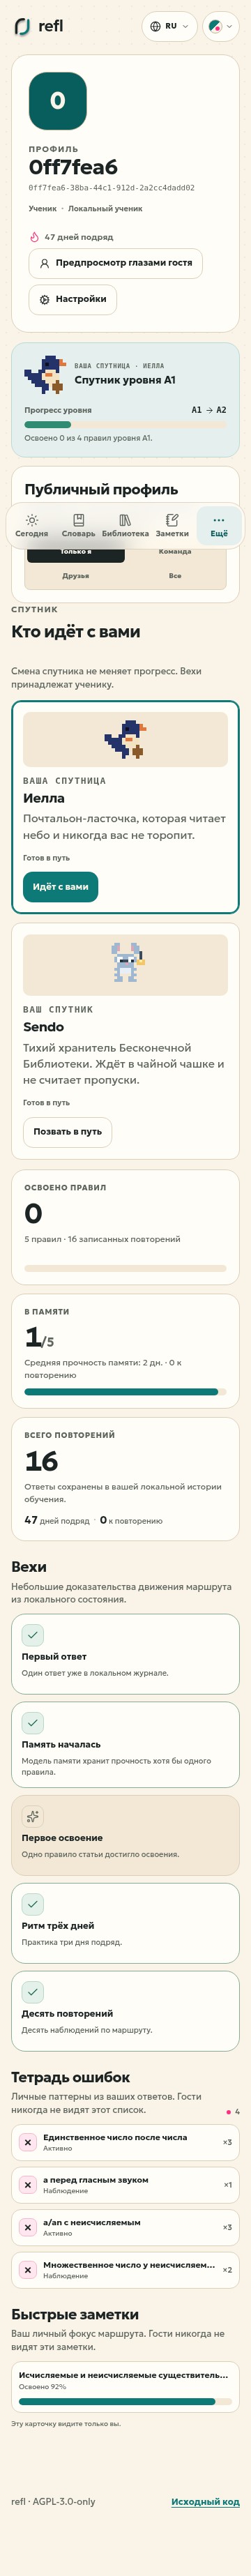 refl
RU
0
ПРОФИЛЬ
0ff7fea6
0ff7fea6-38ba-44c1-912d-2a2cc4dadd02
Ученик · Локальный ученик
47 дней подряд
Предпросмотр глазами гостя
Настройки
ВАША СПУТНИЦА · ИЕЛЛА
Спутник уровня A1
Прогресс уровня
A1 → A2
Освоено 0 из 4 правил уровня A1.
Публичный профиль
Сегодня
Словарь
Библиотека
Заметки
Ещё
Только я
Команда
Друзья
Все
СПУТНИК
Кто идёт с вами
Смена спутника не меняет прогресс. Вехи
принадлежат ученику.
ВАША СПУТНИЦА
Иелла
Почтальон-ласточка, которая читает
небо и никогда вас не торопит.
Готов в путь
Идёт с вами
ВАШ СПУТНИК
Sendo
Тихий хранитель Бесконечной
Библиотеки. Ждёт в чайной чашке и
не считает пропуски.
Готов в путь
Позвать в путь
ОСВОЕНО ПРАВИЛ
0
5 правил · 16 записанных повторений
В ПАМЯТИ
1/5
Средняя прочность памяти: 2 дн. · 0 к
повторению
ВСЕГО ПОВТОРЕНИЙ
16
Ответы сохранены в вашей локальной истории
обучения.
47 дней подряд · 0 к повторению
Вехи
Небольшие доказательства движения маршрута
из локального состояния.
Первый ответ
Один ответ уже в локальном журнале.
Память началась
Модель памяти хранит прочность хотя бы одного
правила.
Первое освоение
Одно правило статьи достигло освоения.
Ритм трёх дней
Практика три дня подряд.
Десять повторений
Десять наблюдений по маршруту.
Тетрадь ошибок
Личные паттерны из ваших ответов. Гости
никогда не видят этот список.
4
Единственное число после числа
Активно
×3
a перед гласным звуком
Наблюдение
×1
a/an с неисчисляемым
Активно
×3
Множественное число у неисчисляем...
Наблюдение
×2
Быстрые заметки
Ваш личный фокус маршрута. Гости никогда не
видят эти заметки.
Исчисляемые и неисчисляемые существитель...
Освоено 92%
Эту карточку видите только вы.
refl · AGPL-3.0-only
Исходный код